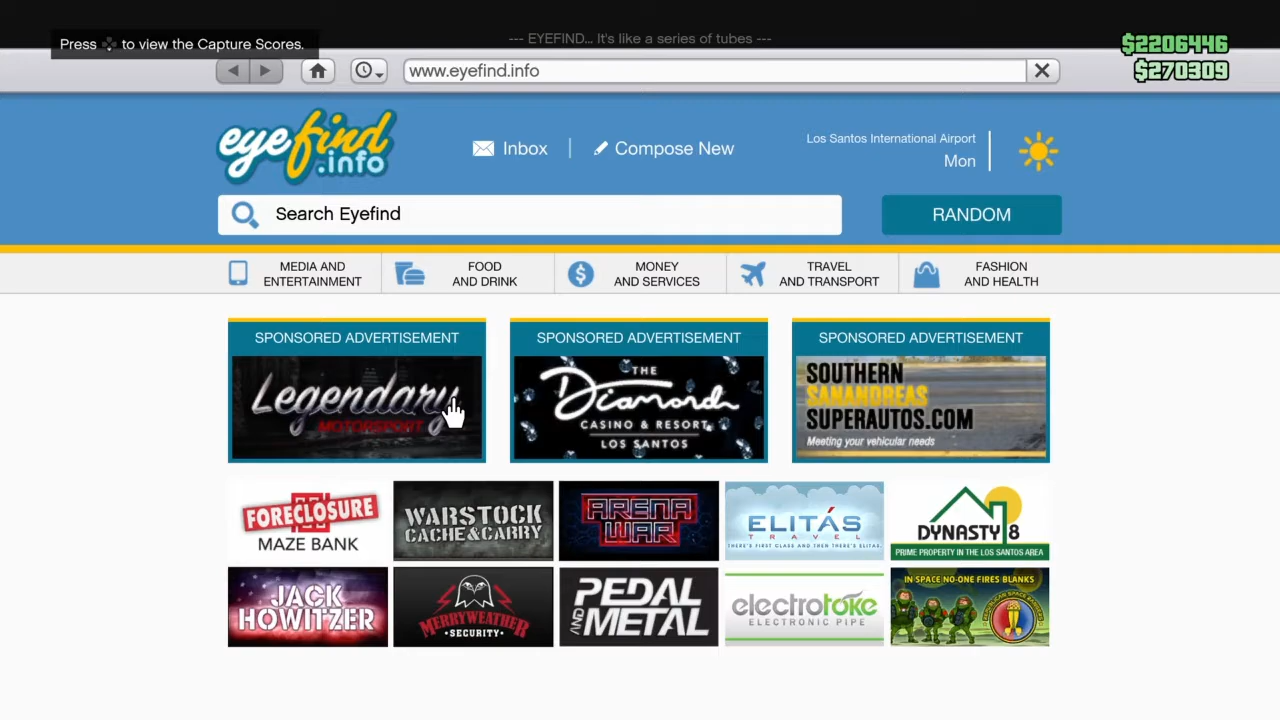 Press to view the Capture Scores.
--- EYEFIND... It's like a series of tubes ---
$2206446
$270309
www.eyefind.info
eyefind
.info
Inbox
Compose New
Los Santos International Airport
Mon
Search Eyefind
RANDOM
MEDIA AND
ENTERTAINMENT
FOOD
AND DRINK
MONEY
AND SERVICES
TRAVEL
AND TRANSPORT
FASHION
AND HEALTH
SPONSORED ADVERTISEMENT
Legendary
MOTORSPORT
SPONSORED ADVERTISEMENT
THE
Diamond
CASINO & RESORT
LOS SANTOS
SPONSORED ADVERTISEMENT
SOUTHERN
SANANDREAS
SUPERAUTOS.COM
Meeting your vehicular needs
FORECLOSURE
MAZE BANK
WARSTOCK
CACHE&CARRY
ARENA
WAR
ELITÁS
TRAVEL
THERE'S FIRST CLASS AND THEN THERE'S ELITAS.
DYNASTY 8
PRIME PROPERTY IN THE LOS SANTOS AREA
JACK
HOWITZER
MERRYWEATHER
SECURITY
PEDAL
AND METAL
electrotoke
ELECTRONIC PIPE
IN SPACE NO-ONE FIRES BLANKS